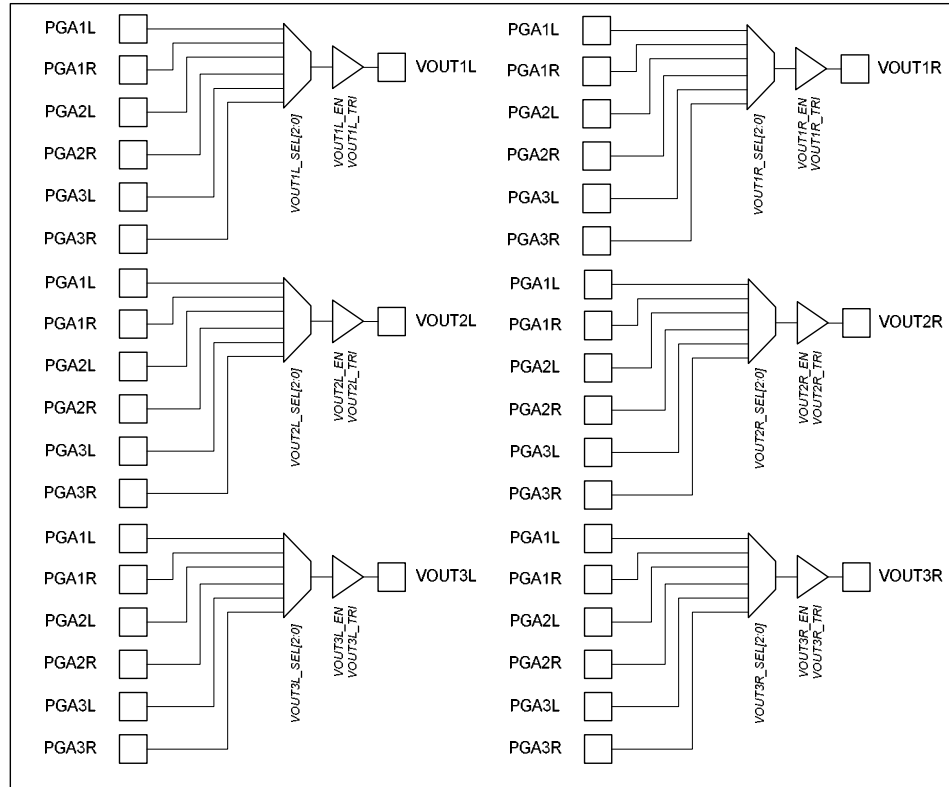 PGA1L
PGA1R
PGA2L
PGA2R
PGA3L
PGA3R
VOUT1L_SEL[2:0]
VOUT1L_EN
VOUT1L_TRI
VOUT1L
PGA1L
PGA1R
PGA2L
PGA2R
PGA3L
PGA3R
VOUT1R_SEL[2:0]
VOUT1R_EN
VOUT1R_TRI
VOUT1R
PGA1L
PGA1R
PGA2L
PGA2R
PGA3L
PGA3R
VOUT2L_SEL[2:0]
VOUT2L_EN
VOUT2L_TRI
VOUT2L
PGA1L
PGA1R
PGA2L
PGA2R
PGA3L
PGA3R
VOUT2R_SEL[2:0]
VOUT2R_EN
VOUT2R_TRI
VOUT2R
PGA1L
PGA1R
PGA2L
PGA2R
PGA3L
PGA3R
VOUT3L_SEL[2:0]
VOUT3L_EN
VOUT3L_TRI
VOUT3L
PGA1L
PGA1R
PGA2L
PGA2R
PGA3L
PGA3R
VOUT3R_SEL[2:0]
VOUT3R_EN
VOUT3R_TRI
VOUT3R